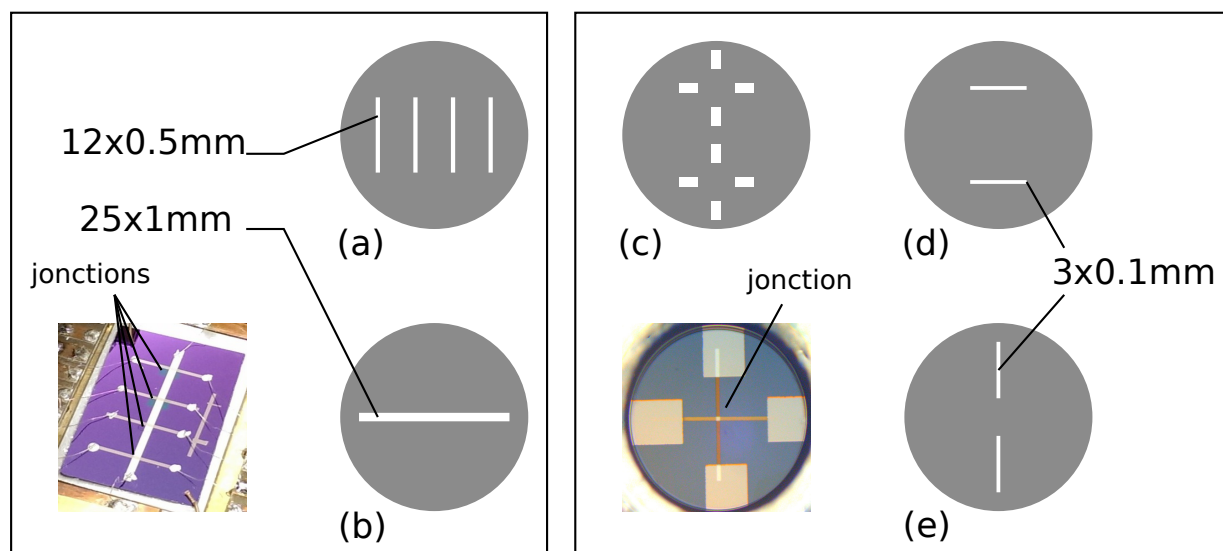 12x0.5mm
(a)
25x1mm
jonctions
(b)
(c)
(d)
3x0.1mm
jonction
(e)